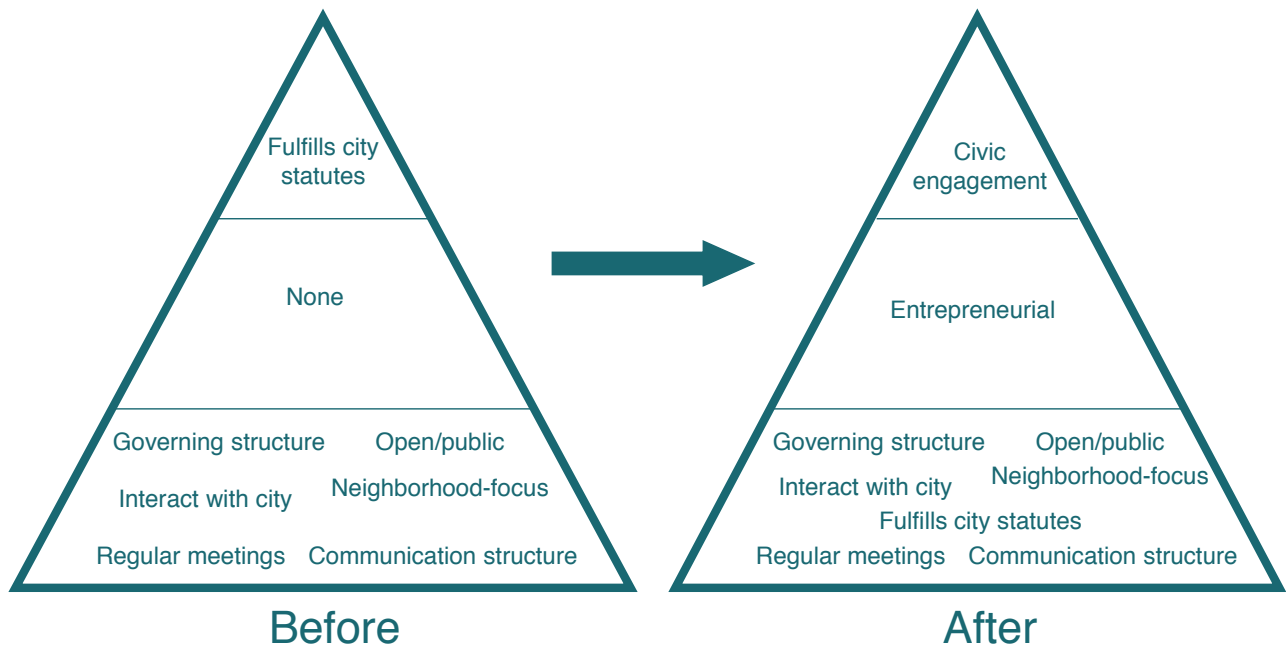 Fulfills city
statutes
None
Governing structure
Open/public
Interact with city
Neighborhood-focus
Regular meetings
Communication structure
Before
Civic
engagement
Entrepreneurial
Governing structure
Open/public
Interact with city
Neighborhood-focus
Fulfills city statutes
Regular meetings
Communication structure
After